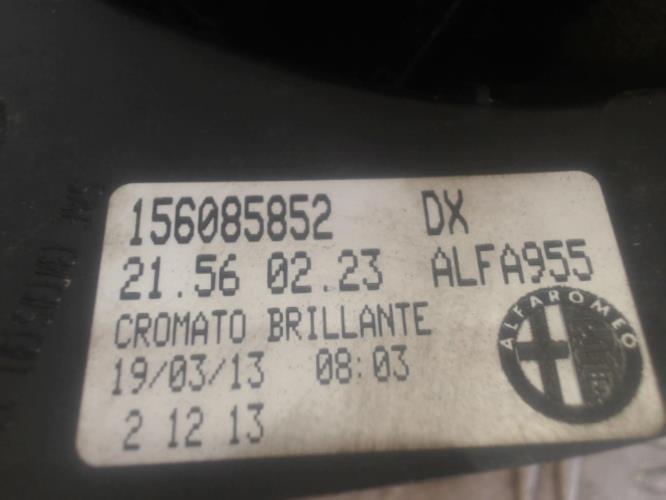 156085852 DX
21.56 02.23 ALFA955
CROMATO BRILLANTE
19/03/13 08:03
2 12 13
ALFA ROMEO